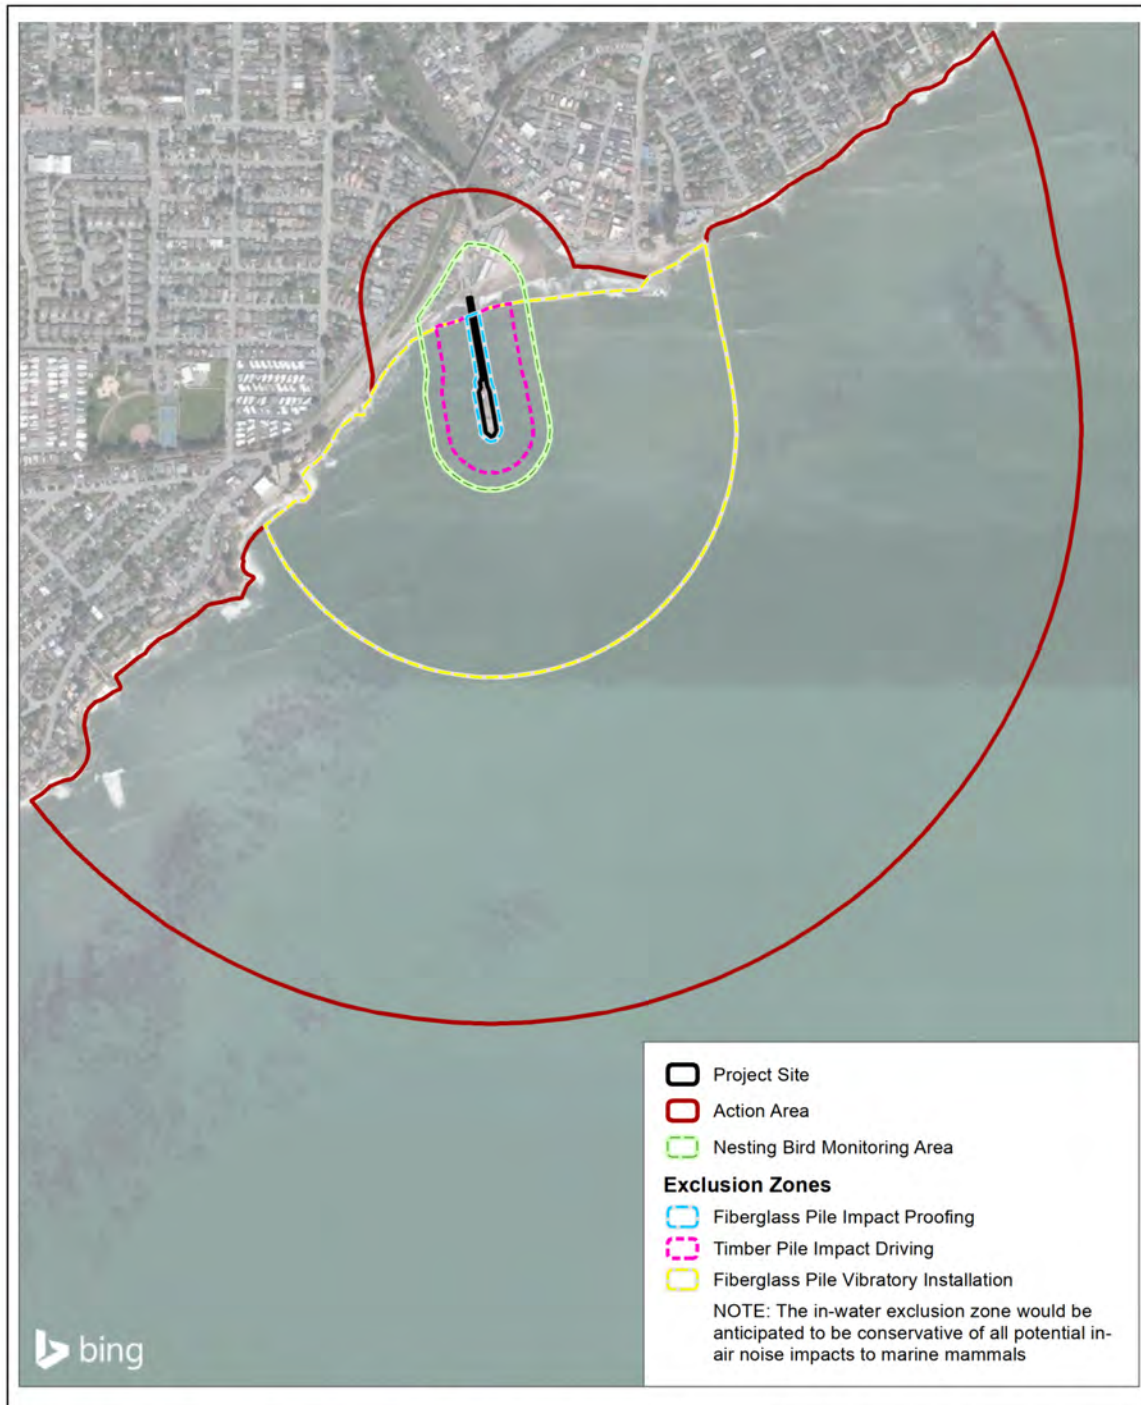 Project Site
Action Area
Nesting Bird Monitoring Area
Exclusion Zones
Fiberglass Pile Impact Proofing
Timber Pile Impact Driving
Fiberglass Pile Vibratory Installation
NOTE: The in-water exclusion zone would be
anticipated to be conservative of all potential in-
air noise impacts to marine mammals
bing